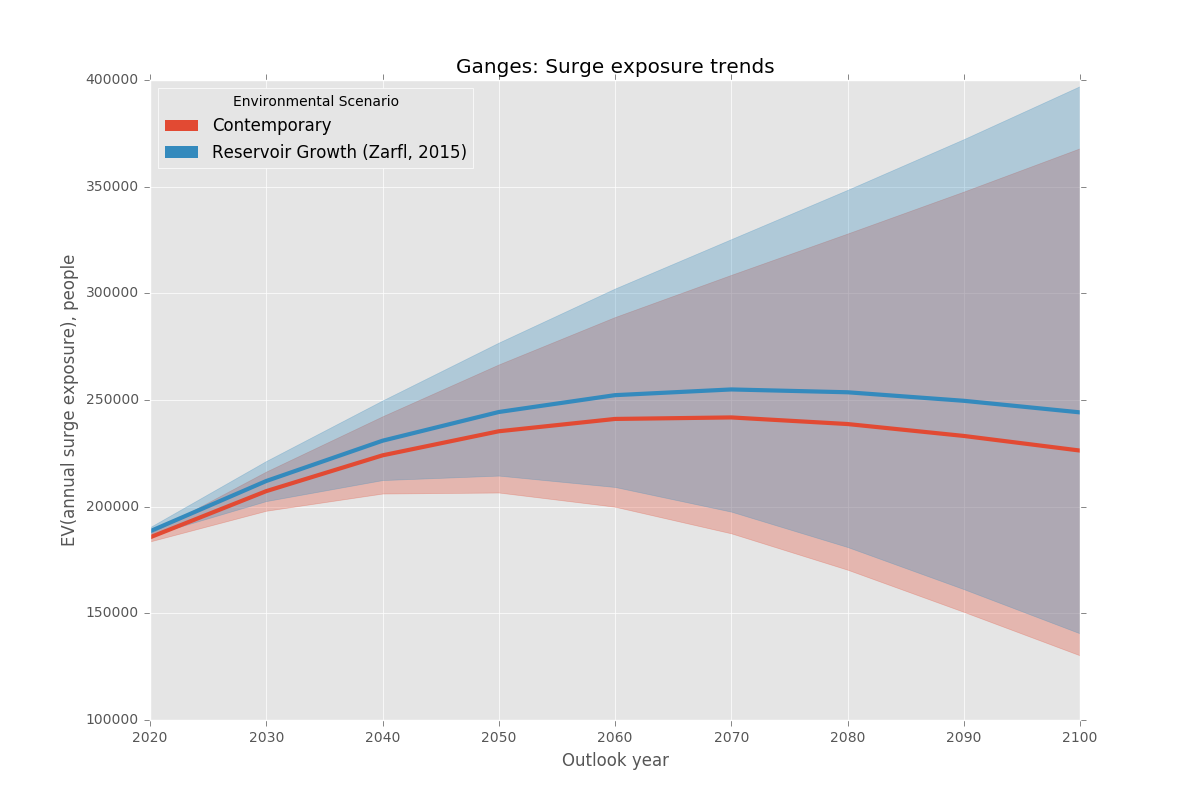 Ganges: Surge exposure trends
Environmental Scenario
Contemporary
Reservoir Growth (Zarfl, 2015)
EV(annual surge exposure), people
400000
350000
300000
250000
200000
150000
100000
2020 2030 2040 2050 2060 2070 2080 2090 2100
Outlook year